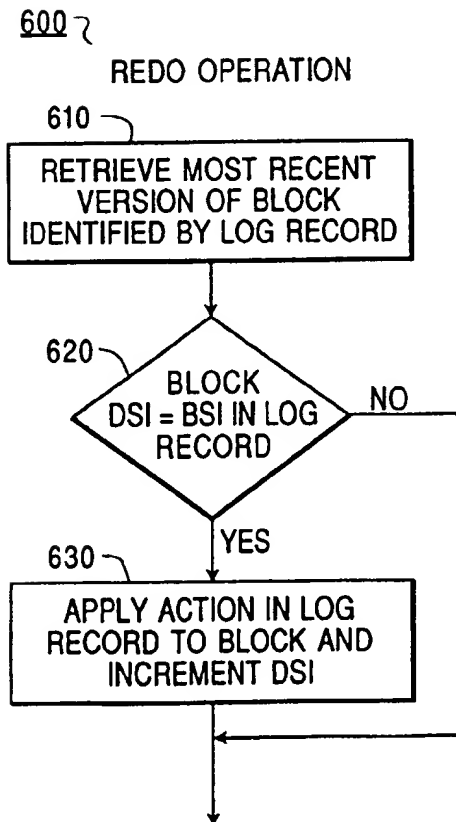 600
REDO OPERATION
610
RETRIEVE MOST RECENT
VERSION OF BLOCK
IDENTIFIED BY LOG RECORD
620
BLOCK
DSI = BSI IN LOG
RECORD
NO
YES
630
APPLY ACTION IN LOG
RECORD TO BLOCK AND
INCREMENT DSI